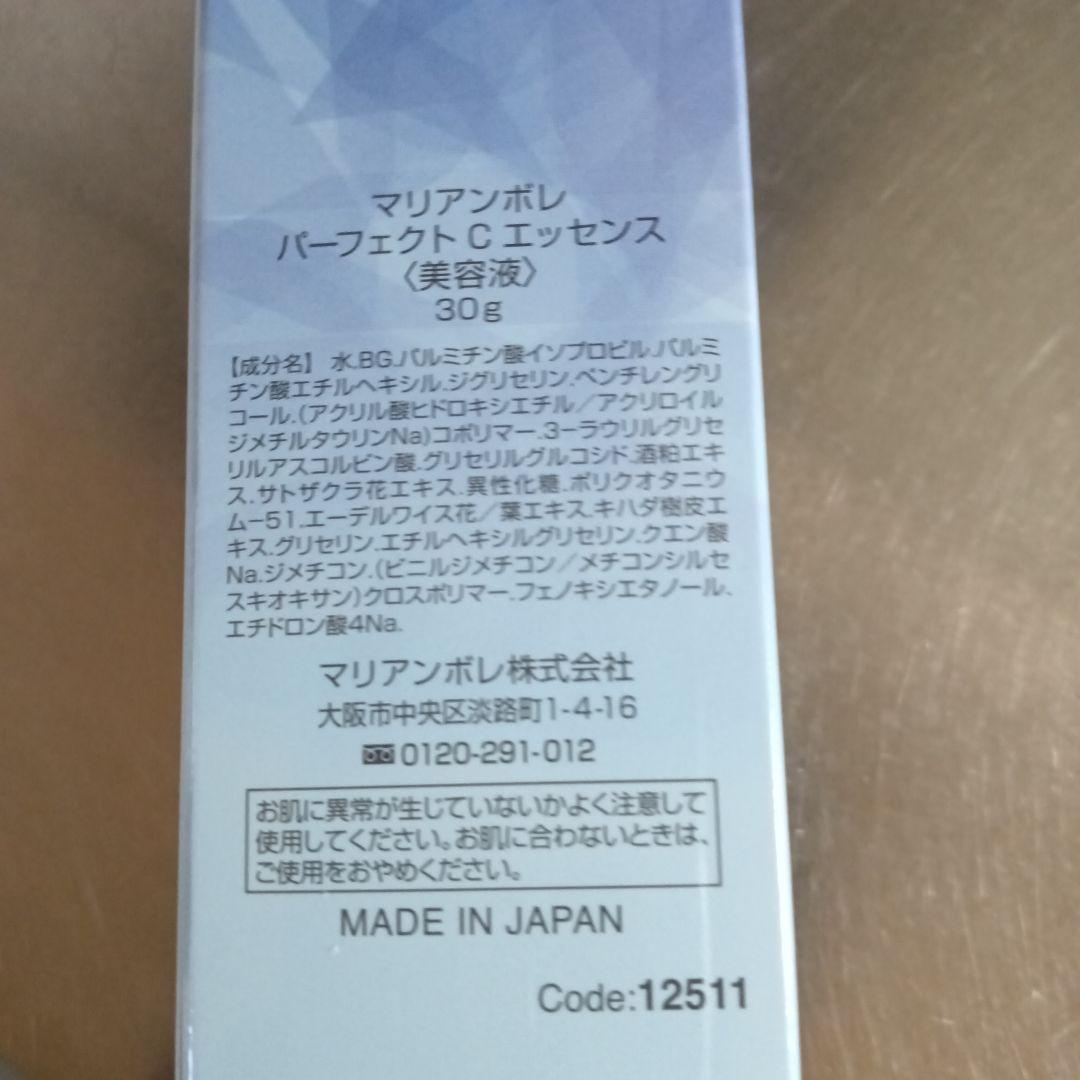 マリアンボレ
パーフェクト C エッセンス
〈美容液〉
30g
【成分名】 水.BG.パルミチン酸イソプロピル.パルミ
チン酸エチルヘキシル.ジグリセリン.ペンチレングリ
コール.(アクリル酸ヒドロキシエチル／アクリロイル
ジメチルタウリンNa)コポリマー.3−ラウリルグリセ
リルアスコルビン酸.グリセリルグルコシド.酒粕エキ
ス.サトザクラ花エキス.異性化糖.ポリクオタニウ
ム−51.エーデルワイス花／葉エキス.キハダ樹皮エ
キス.グリセリン.エチルヘキシルグリセリン.クエン酸
Na.ジメチコン.(ビニルジメチコン／メチコンシルセ
スキオキサン)クロスポリマー.フェノキシエタノール、
エチドロン酸4Na.
マリアンボレ株式会社
大阪市中央区淡路町1-4-16
0120-291-012
お肌に異常が生じていないかよく注意して
使用してください。お肌に合わないときは、
ご使用をおやめください。
MADE IN JAPAN
Code:12511